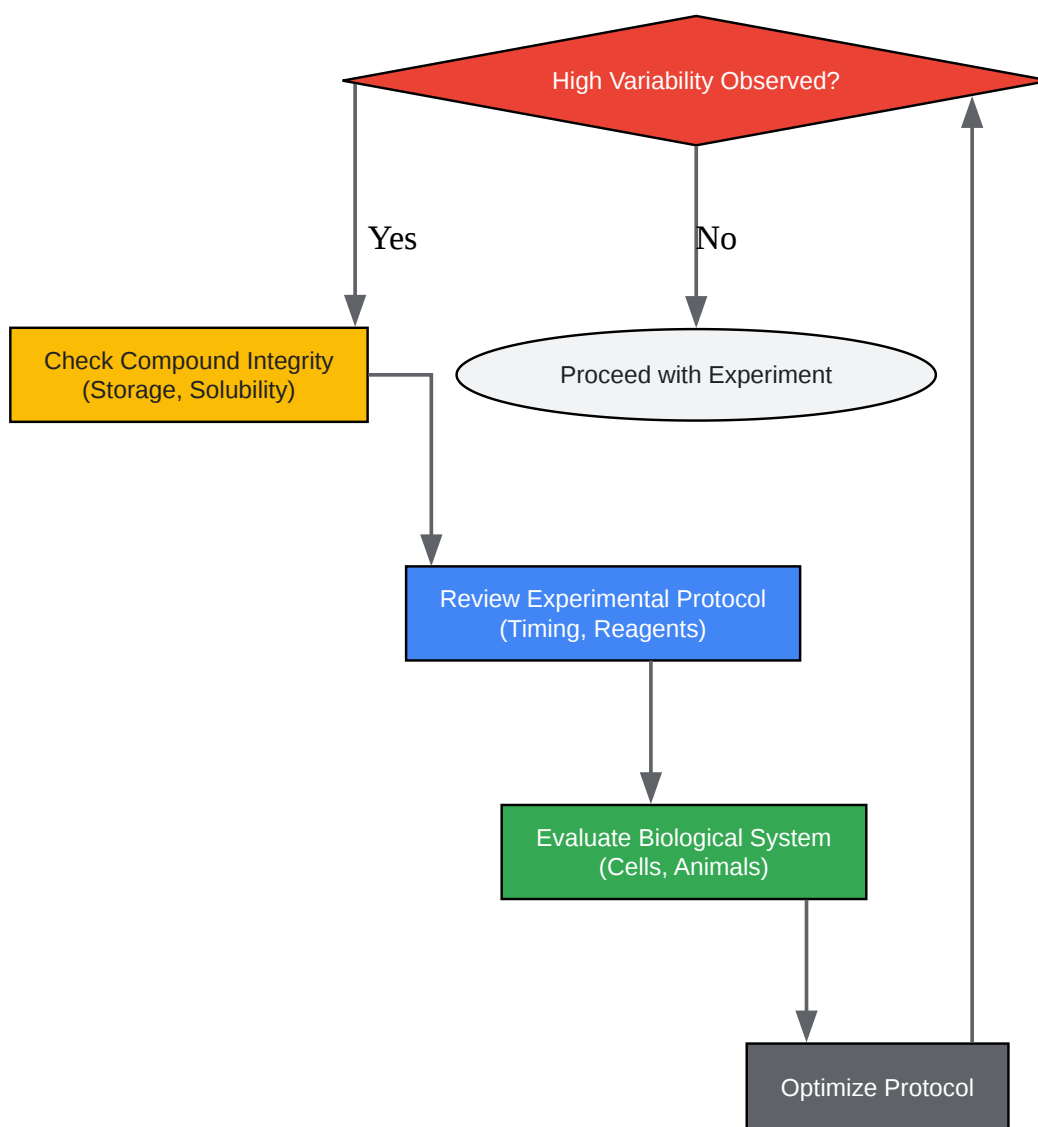 High Variability Observed?
Yes
No
Check Compound Integrity
(Storage, Solubility)
Proceed with Experiment
Review Experimental Protocol
(Timing, Reagents)
Evaluate Biological System
(Cells, Animals)
Optimize Protocol